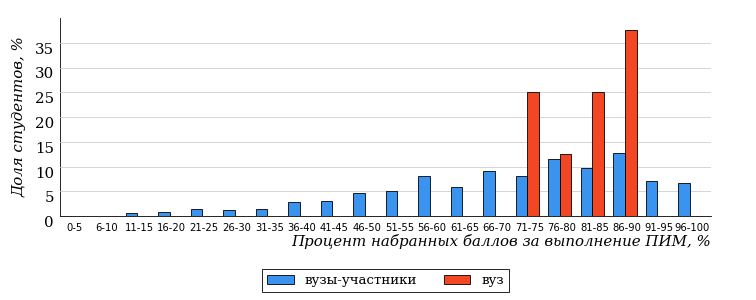 Доля студентов, %
35
30
25
20
15
10
5
0
0-5 6-10 11-15 16-20 21-25 26-30 31-35 36-40 41-45 46-50 51-55 56-60 61-65 66-70 71-75 76-80 81-85 86-90 91-95 96-100
Процент набранных баллов за выполнение ПИМ, %
вузы-участники вуз